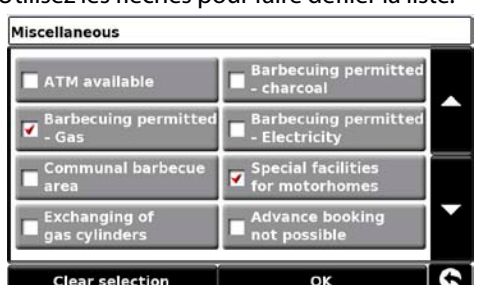 utilisez les flèches pour faire défiler la liste.
Miscellaneous
ATM available
Barbecuing permitted
- charcoal
Barbecuing permitted
- Gas
Barbecuing permitted
- Electricity
Communal barbecue
area
Special facilities
for motorhomes
Exchanging of
gas cylinders
Advance booking
not possible
Clear selection
OK